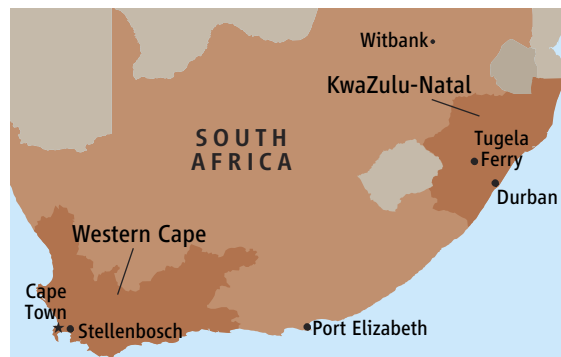 Witbank
KwaZulu-Natal
SOUTH
AFRICA
Tugela
Ferry
Durban
Western Cape
Cape
Town
Stellenbosch
Port Elizabeth